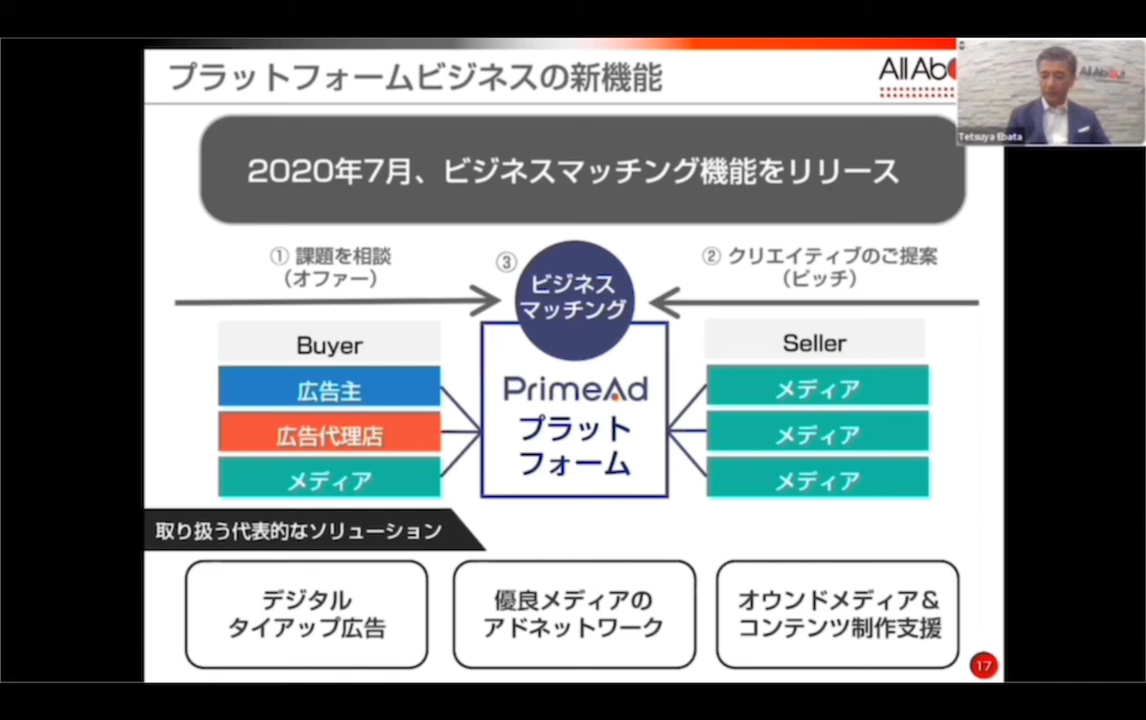 プラットフォームビジネスの新機能
All Abo
All About
Tetsuya Ebata
2020年7月、ビジネスマッチング機能をリリース
① 課題を相談
（オファー）
③
ビジネス
マッチング
② クリエイティブのご提案
（ピッチ）
Buyer
広告主
広告代理店
メディア
PrimeAd
プラット
フォーム
Seller
メディア
メディア
メディア
取り扱う代表的なソリューション
デジタル
タイアップ広告
優良メディアの
アドネットワーク
オウンドメディア＆
コンテンツ制作支援
17